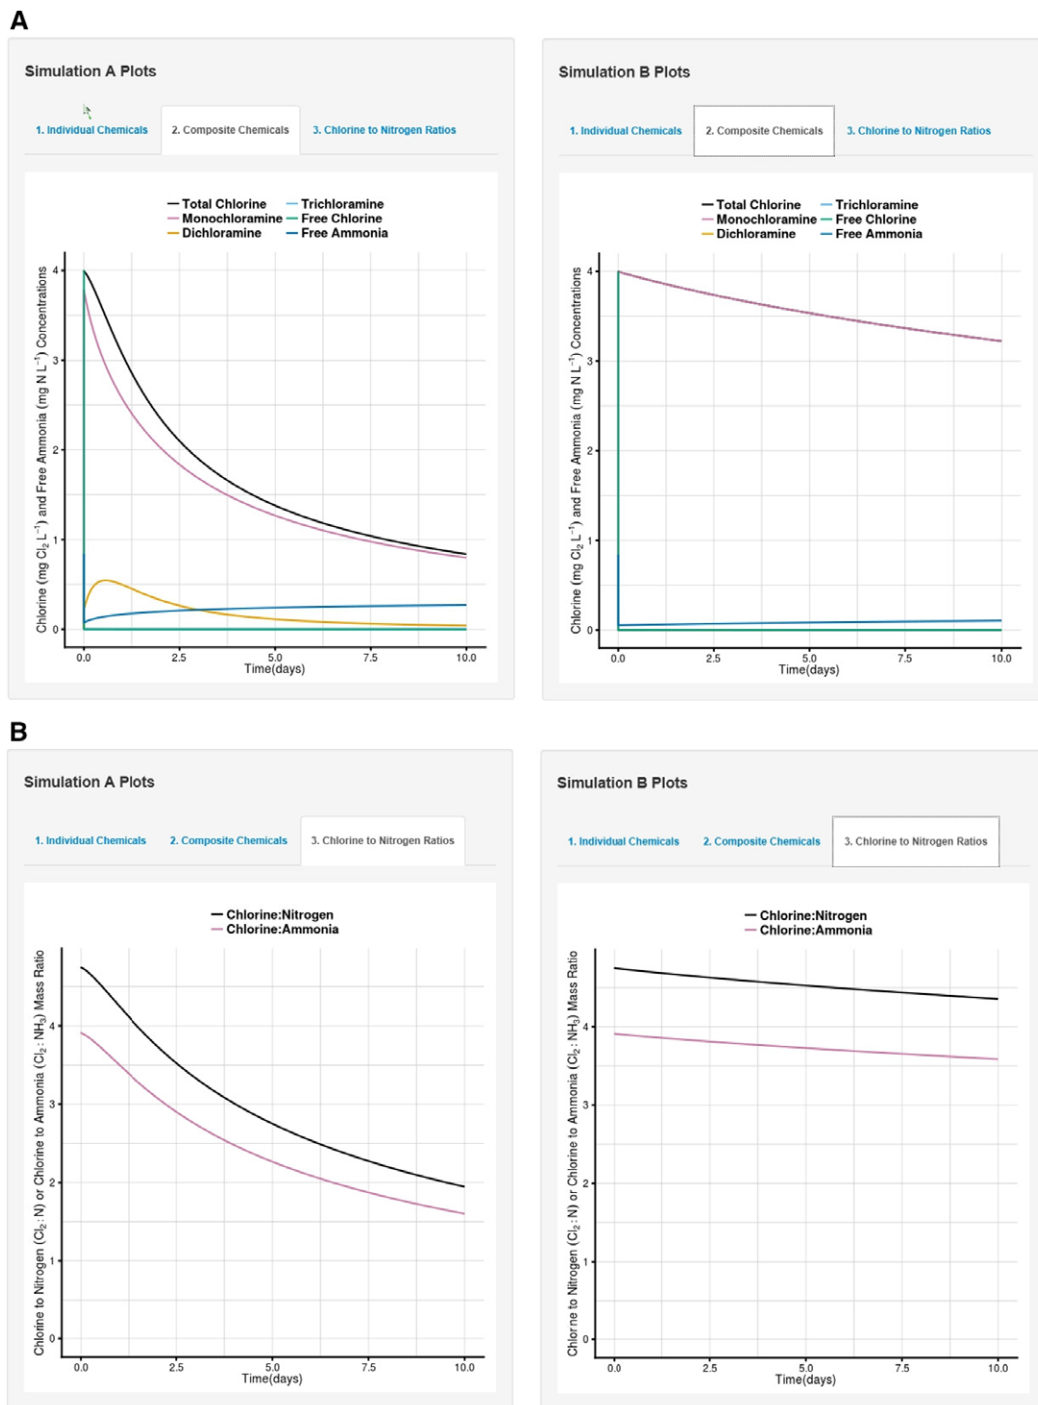 A
Simulation A Plots
1. Individual Chemicals 2. Composite Chemicals 3. Chlorine to Nitrogen Ratios
Total Chlorine Trichloramine
Monochloramine Free Chlorine
Dichloramine Free Ammonia
Chlorine (mg Cl₂ L⁻¹) and Free Ammonia (mg N L⁻¹) Concentrations
4
3
2
1
0
0.0 2.5 5.0 7.5 10.0
Time(days)
Simulation B Plots
1. Individual Chemicals 2. Composite Chemicals 3. Chlorine to Nitrogen Ratios
Total Chlorine Trichloramine
Monochloramine Free Chlorine
Dichloramine Free Ammonia
Chlorine (mg Cl₂ L⁻¹) and Free Ammonia (mg N L⁻¹) Concentrations
4
3
2
1
0
0.0 2.5 5.0 7.5 10.0
Time(days)
B
Simulation A Plots
1. Individual Chemicals 2. Composite Chemicals 3. Chlorine to Nitrogen Ratios
Chlorine:Nitrogen
Chlorine:Ammonia
Chlorine to Nitrogen (Cl₂ : N) or Chlorine to Ammonia (Cl₂ : NH₃) Mass Ratio
4
3
2
1
0
0.0 2.5 5.0 7.5 10.0
Time(days)
Simulation B Plots
1. Individual Chemicals 2. Composite Chemicals 3. Chlorine to Nitrogen Ratios
Chlorine:Nitrogen
Chlorine:Ammonia
Chlorine to Nitrogen (Cl₂ : N) or Chlorine to Ammonia (Cl₂ : NH₃) Mass Ratio
4
3
2
1
0
0.0 2.5 5.0 7.5 10.0
Time(days)